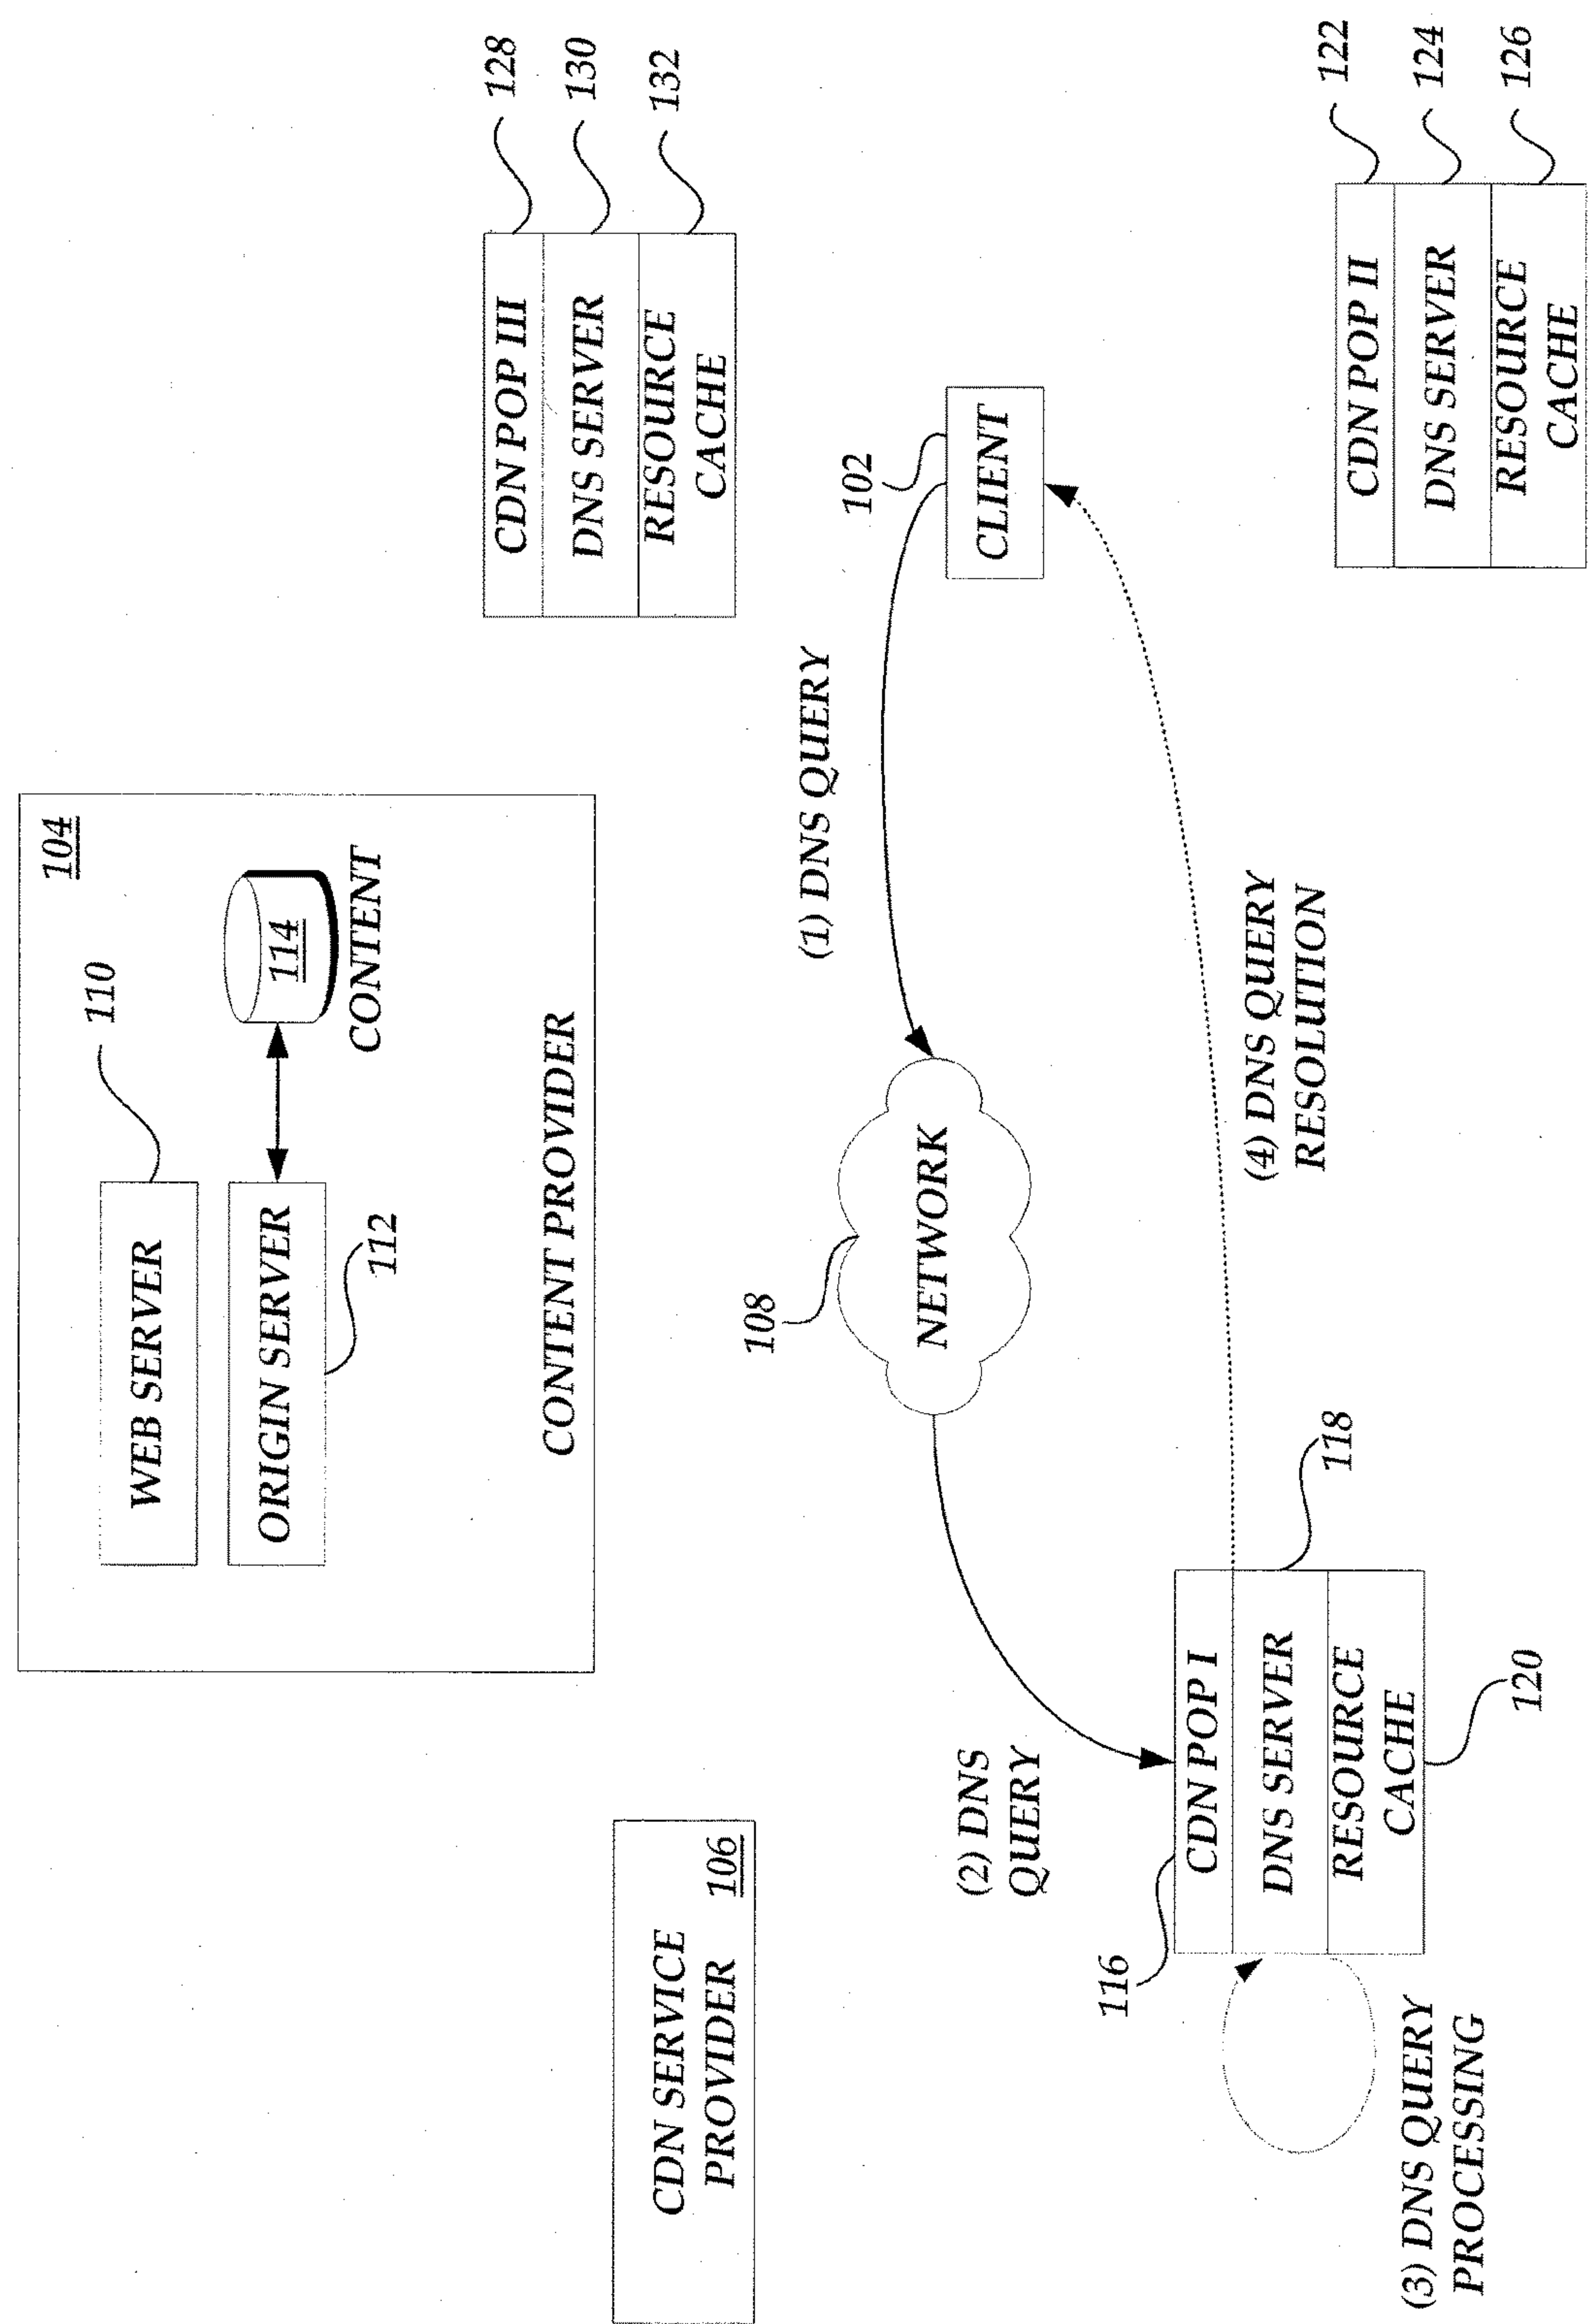 104
WEB SERVER
110
ORIGIN SERVER
114
CONTENT
112
CONTENT PROVIDER
CDN POP III
128
DNS SERVER
130
RESOURCE
132
CACHE
CDN SERVICE
PROVIDER 106
108
(1) DNS QUERY
102
NETWORK
CLIENT
(2) DNS
QUERY
116
CDN POP I
DNS SERVER
118
RESOURCE
CACHE
120
(4) DNS QUERY
RESOLUTION
(3) DNS QUERY
PROCESSING
CDN POP II
122
DNS SERVER
124
RESOURCE
126
CACHE